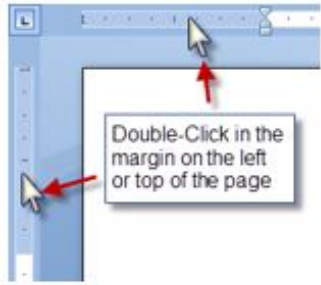 Double-Click in the
margin on the left
or top of the page